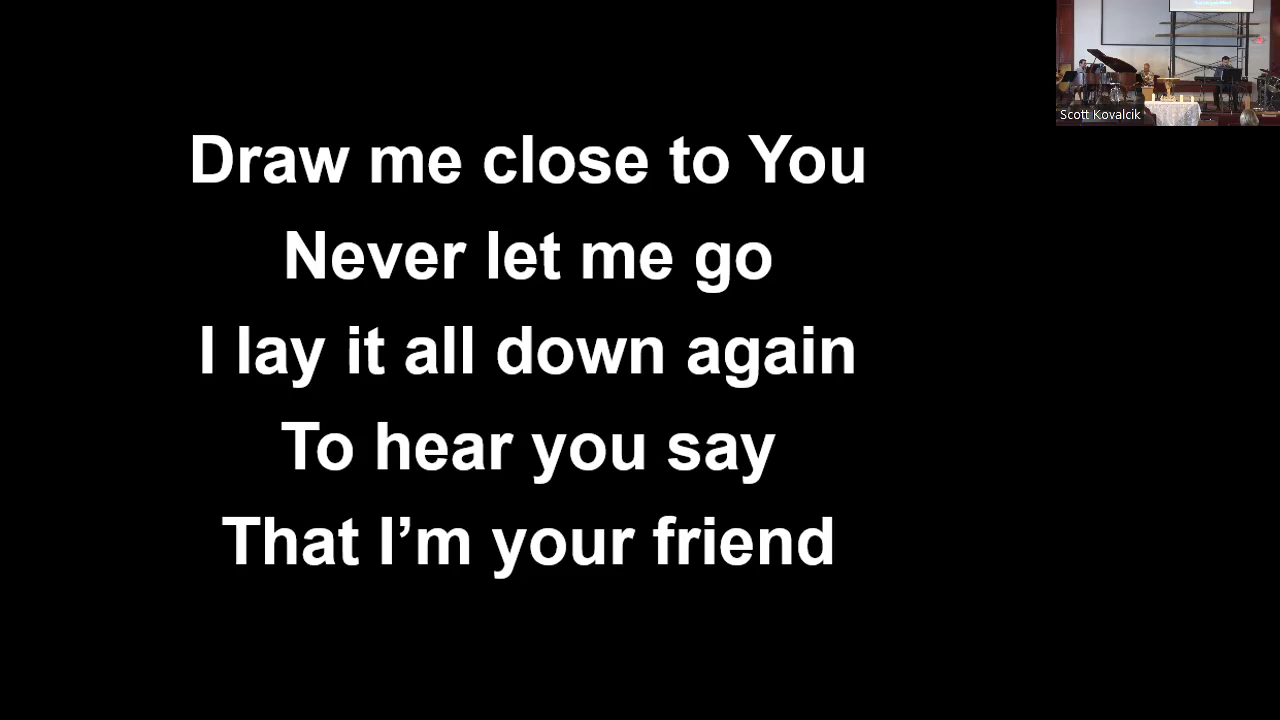 Draw me close to You
Never let me go
I lay it all down again
To hear you say
That I’m your friend
Scott Kovalcik